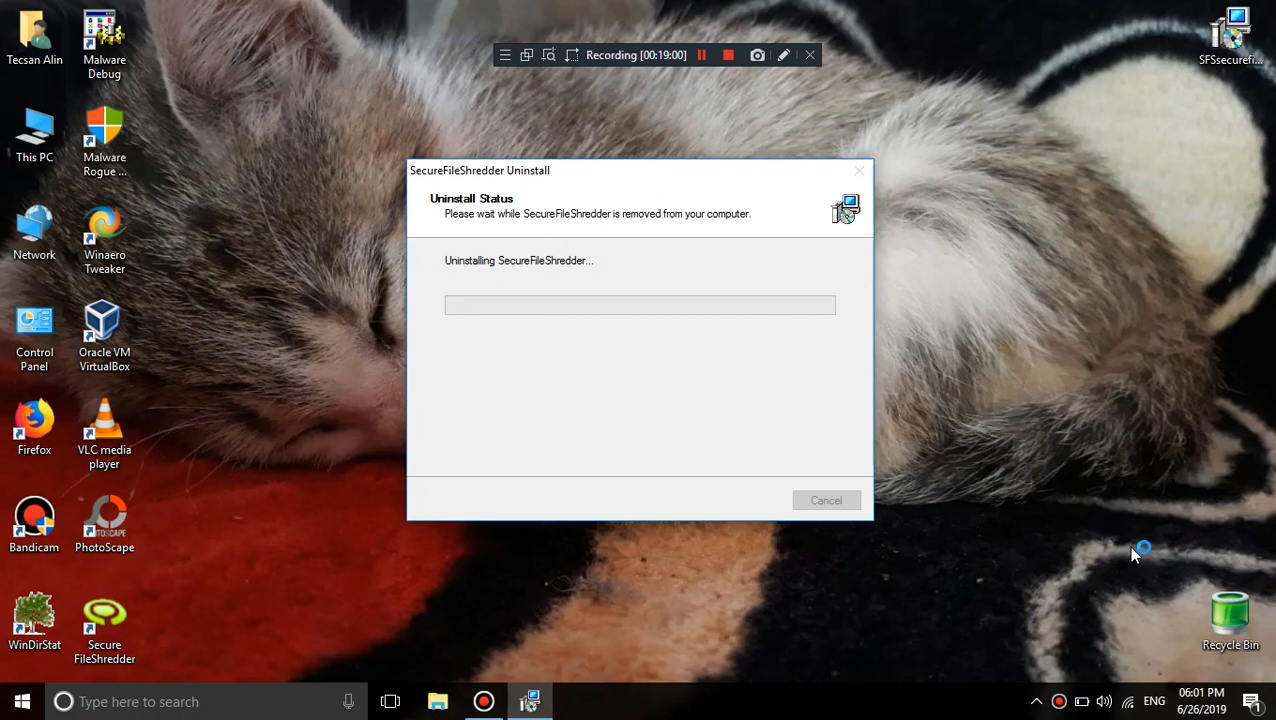 Recording [00:19:00]
Tecsan Alin
Malware
Debug
SFSsecurefi...
This PC
Malware
Rogue ...
SecureFileShredder Uninstall
Uninstall Status
Please wait while SecureFileShredder is removed from your computer.
Network
Winaero
Tweaker
Uninstalling SecureFileShredder...
Control
Panel
Oracle VM
VirtualBox
Firefox
VLC media
player
Cancel
PHOTOSCAPE
Bandicam
PhotoScape
WinDirStat
Secure
FileShredder
Recycle Bin
Type here to search
ENG
06:01 PM
6/26/2019
1